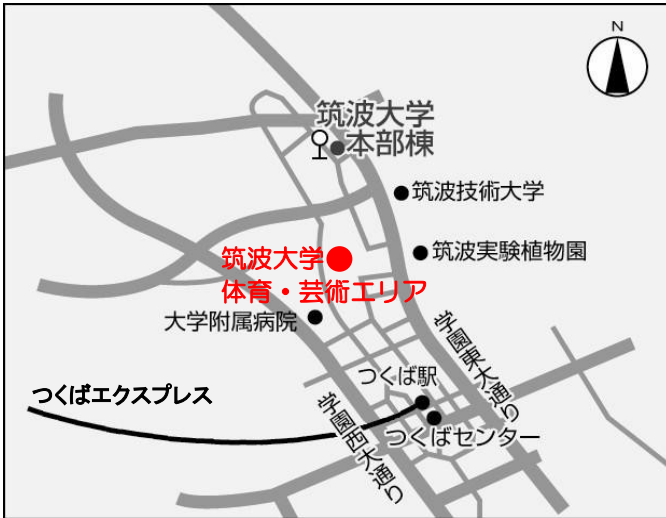 N
筑波大学
本部棟
筑波技術大学
筑波大学
体育・芸術エリア
筑波実験植物園
大学附属病院
学園東大通り
つくば駅
つくばエクスプレス
学園西大通り
つくばセンター